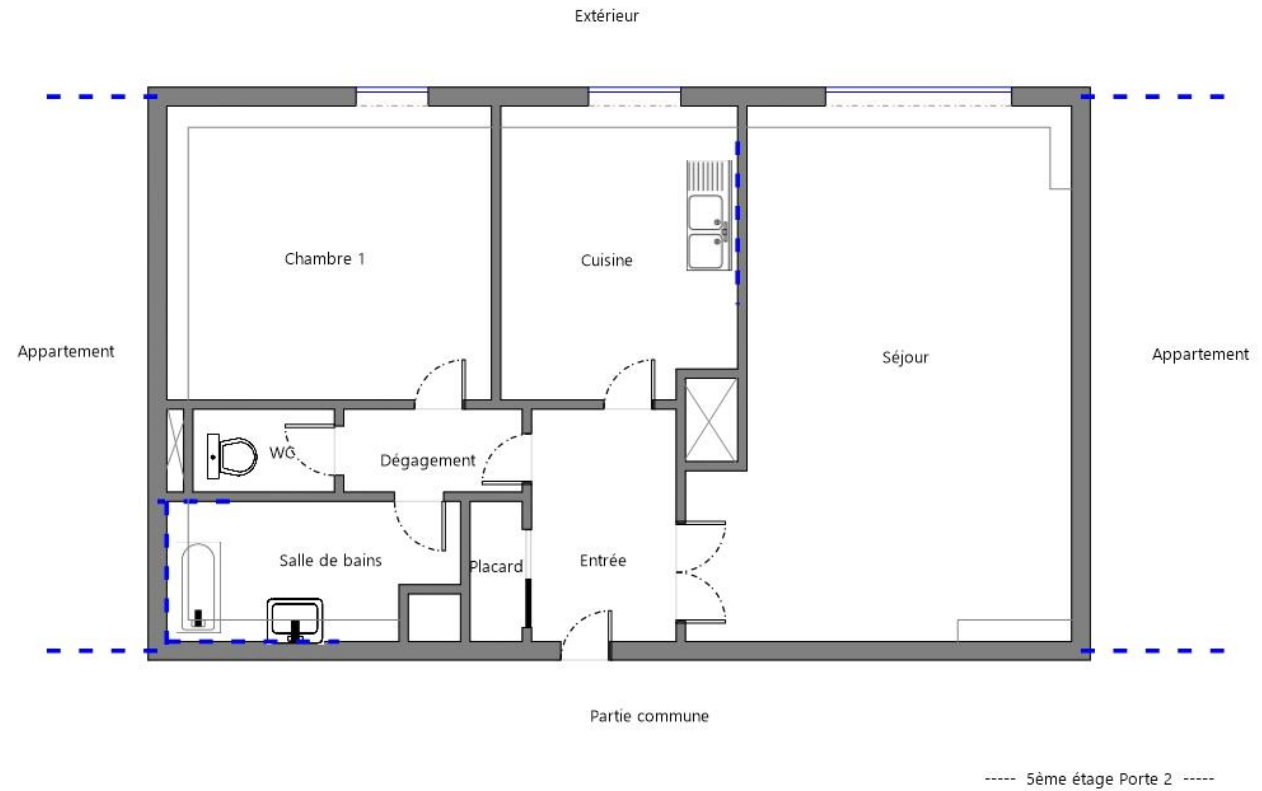 Extérieur
Chambre 1
Cuisine
Appartement
Séjour
Appartement
WC
Dégagement
Salle de bains
Placard
Entrée
Partie commune
----- 5ème étage Porte 2 -----